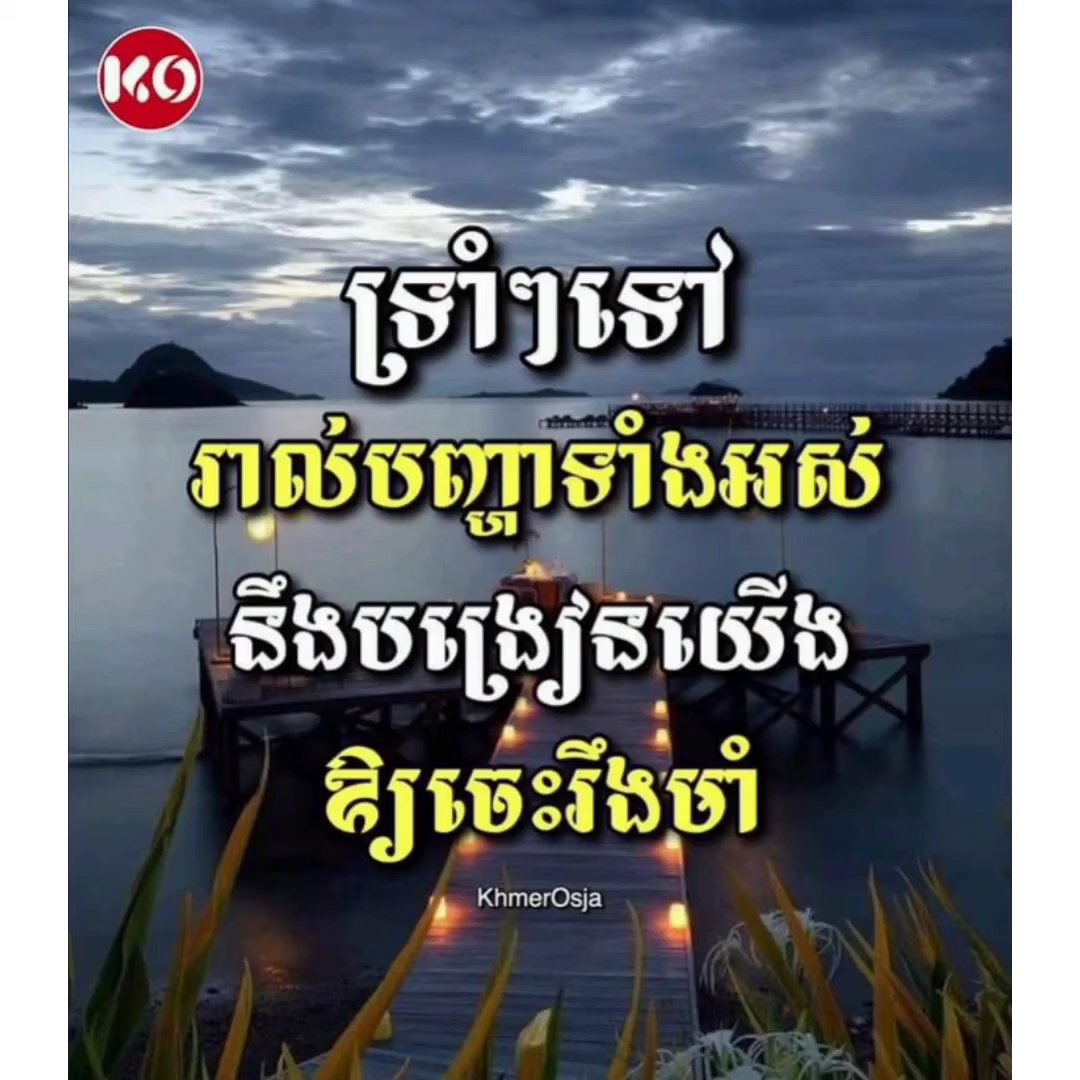 KO
ទ្រាំៗទៅ
រាល់បញ្ហាទាំងអស់
នឹងបង្រៀនយើង
ឱ្យចេះរឹងមាំ
KhmerOsja